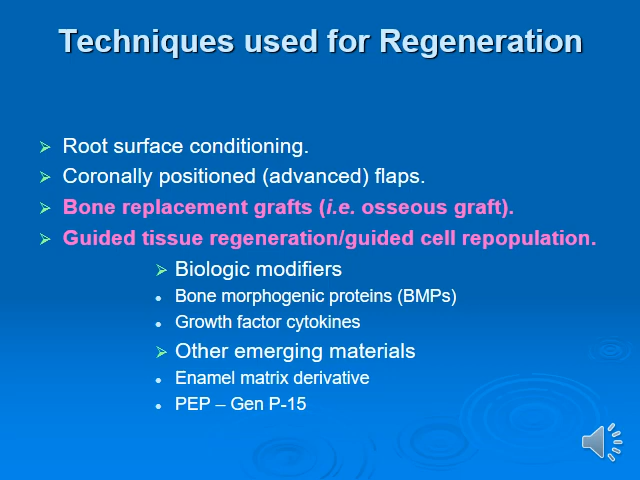 Techniques used for Regeneration
Root surface conditioning.
Coronally positioned (advanced) flaps.
Bone replacement grafts (i.e. osseous graft).
Guided tissue regeneration/guided cell repopulation.
Biologic modifiers
Bone morphogenic proteins (BMPs)
Growth factor cytokines
Other emerging materials
Enamel matrix derivative
PEP – Gen P-15